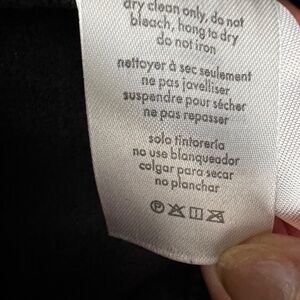 dry clean only, do not
bleach, hang to dry
do not iron
nettoyer à sec seulement
ne pas javelliser
suspendre pour sécher
ne pas repasser
solo tintorería
no use blanqueador
colgar para secar
no planchar